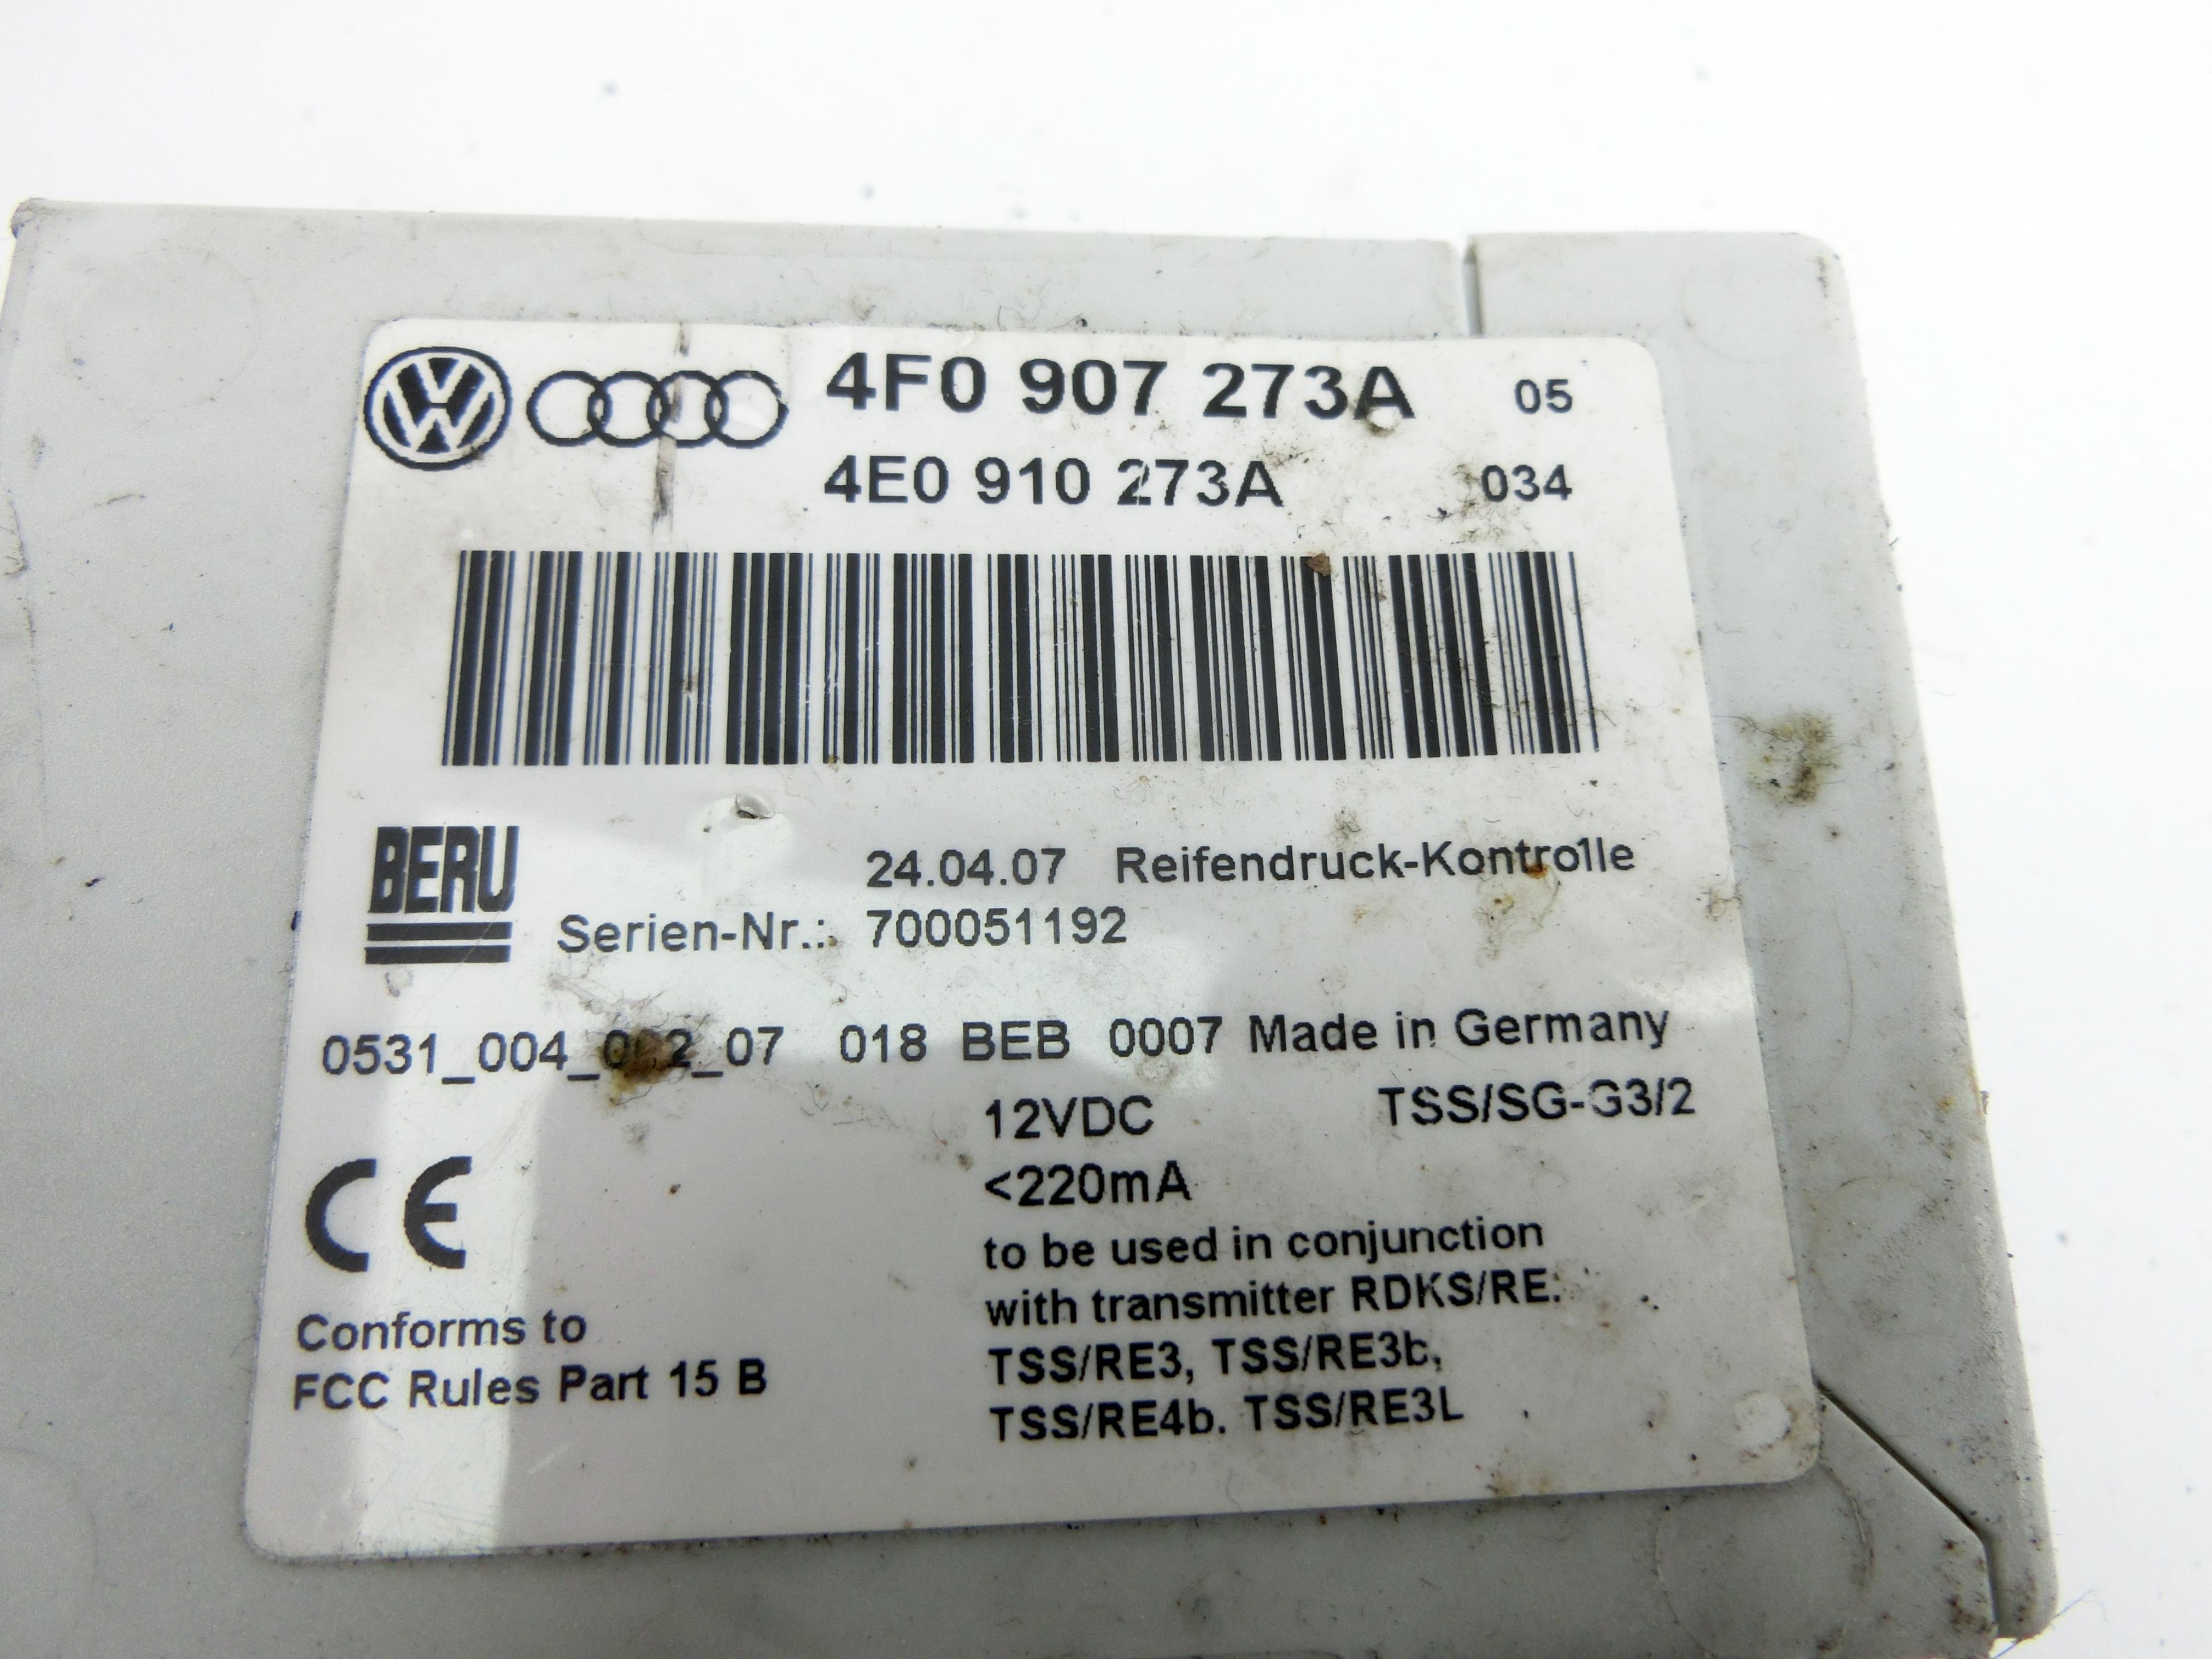 4F0 907 273A 05
4E0 910 273A 034
BERU
24.04.07 Reifendruck-Kontrolle
Serien-Nr.: 700051192
018 BEB 0007 Made in Germany
12VDC TSS/SG-G3/2
CE <220mA
to be used in conjunction
with transmitter RDKS/RE:
TSS/RE3, TSS/RE3b,
TSS/RE4b. TSS/RE3L
Conforms to
FCC Rules Part 15 B